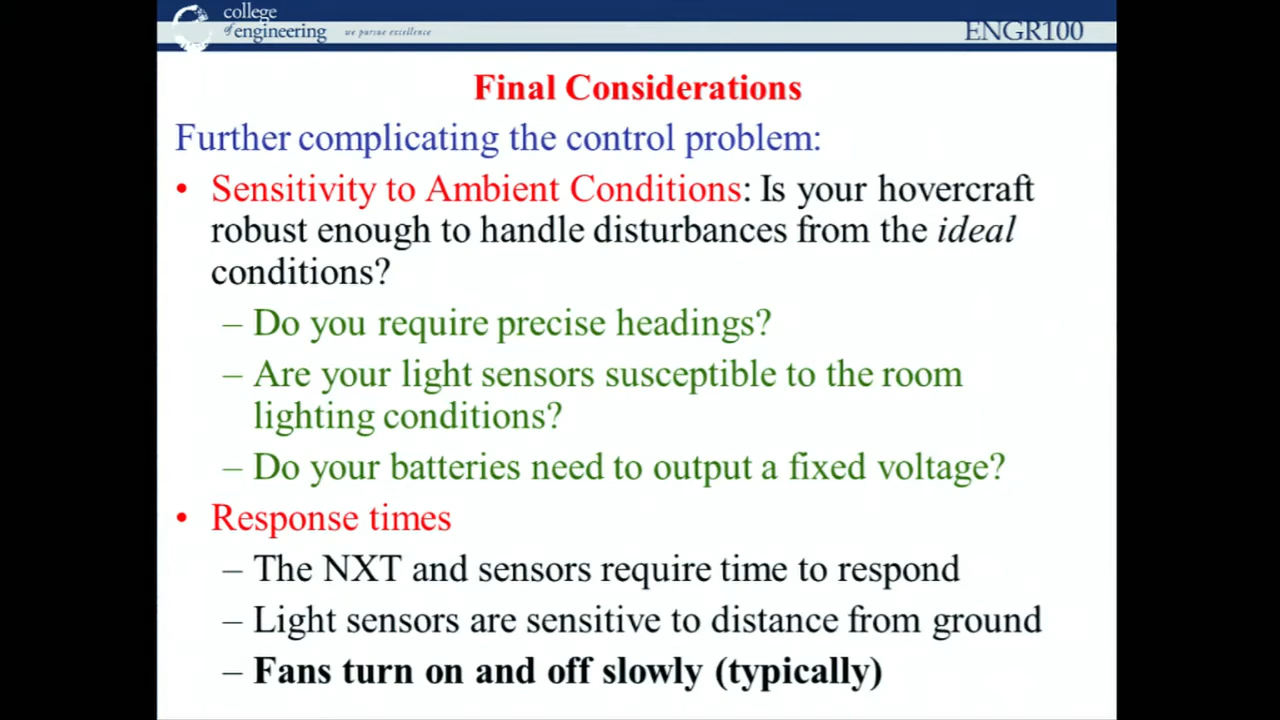 college
of engineering
we pursue excellence
ENGR100
Final Considerations
Further complicating the control problem:
• Sensitivity to Ambient Conditions: Is your hovercraft
robust enough to handle disturbances from the ideal
conditions?
– Do you require precise headings?
– Are your light sensors susceptible to the room
lighting conditions?
– Do your batteries need to output a fixed voltage?
• Response times
– The NXT and sensors require time to respond
– Light sensors are sensitive to distance from ground
– Fans turn on and off slowly (typically)